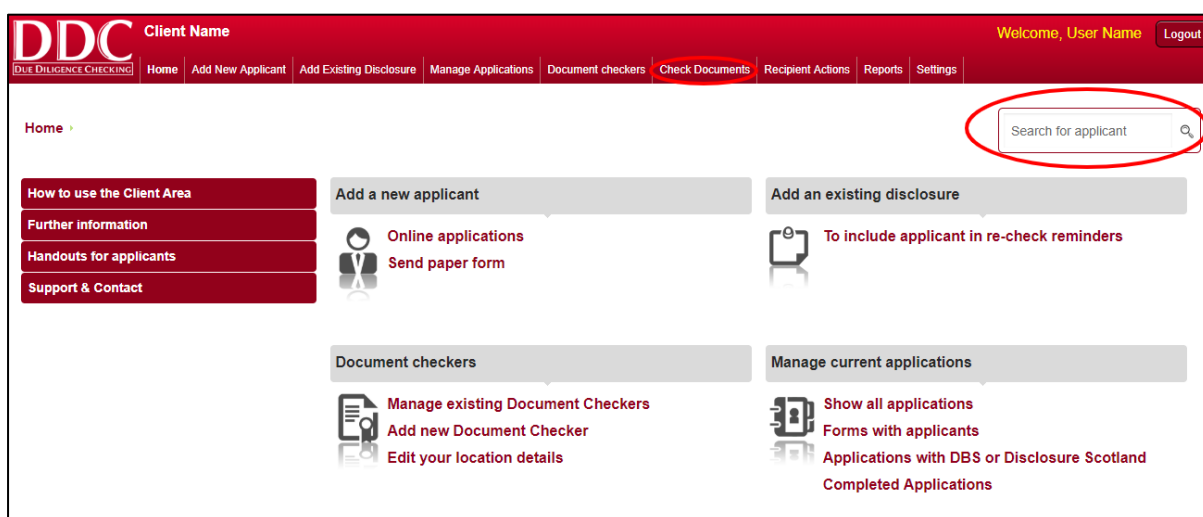 DDC
DUE DILIGENCE CHECKING
Client Name
Welcome, User Name
Logout
Home
Add New Applicant
Add Existing Disclosure
Manage Applications
Document checkers
Check Documents
Recipient Actions
Reports
Settings
Home
Search for applicant
How to use the Client Area
Further information
Handouts for applicants
Support & Contact
Add a new applicant
Online applications
Send paper form
Add an existing disclosure
To include applicant in re-check reminders
Document checkers
Manage existing Document Checkers
Add new Document Checker
Edit your location details
Manage current applications
Show all applications
Forms with applicants
Applications with DBS or Disclosure Scotland
Completed Applications